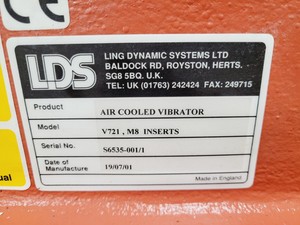 CE
LDS
LING DYNAMIC SYSTEMS LTD
BALDOCK RD, ROYSTON, HERTS.
SG8 5BQ. U.K.
TEL: UK (01763) 242424 FAX: 249715
Product AIR COOLED VIBRATOR
Model V721 , M8 INSERTS
Serial No. S6535-001/1
Date of
Manufacture 19/07/01
Made in England
ual